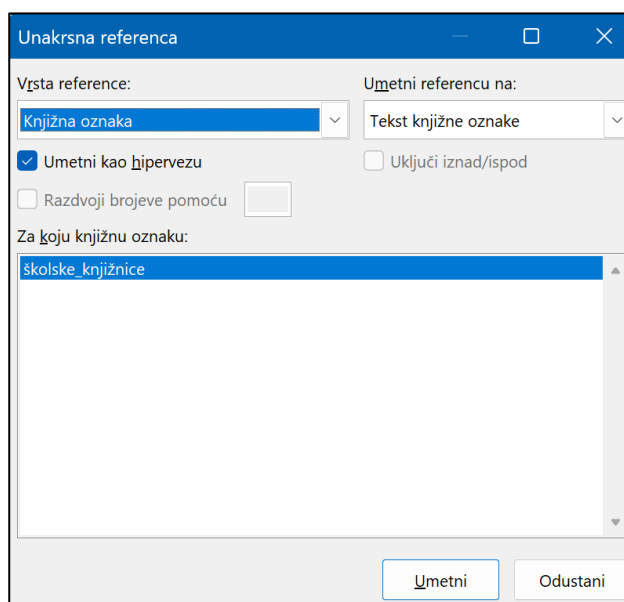 Unakrsna referenca
Vrsta reference:
Umetni referencu na:
Knjižna oznaka
Tekst knjižne oznake
Umetni kao hipervezu
Uključi iznad/ispod
Razdvoji brojeve pomoću
Za koju knjižnu oznaku:
školske_knjižnice
Umetni
Odustani